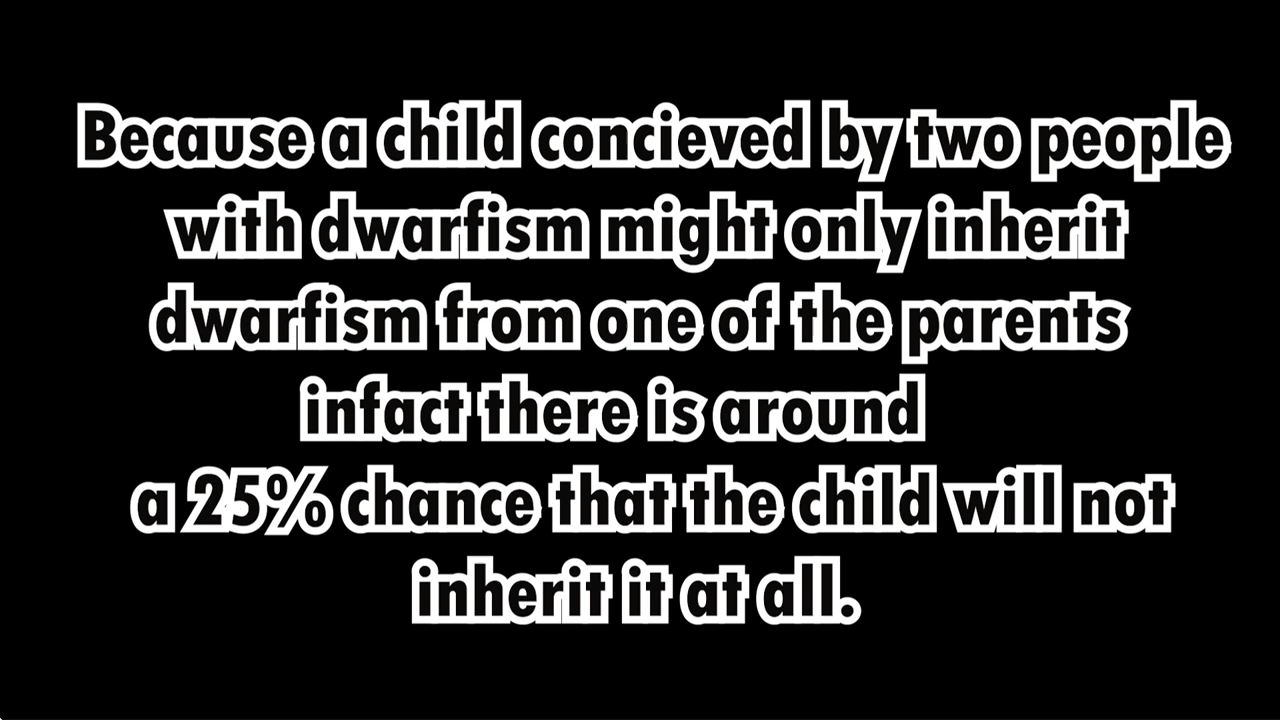 Because a child concieved by two people
with dwarfism might only inherit
dwarfism from one of the parents
infact there is around
a 25% chance that the child will not
inherit it at all.